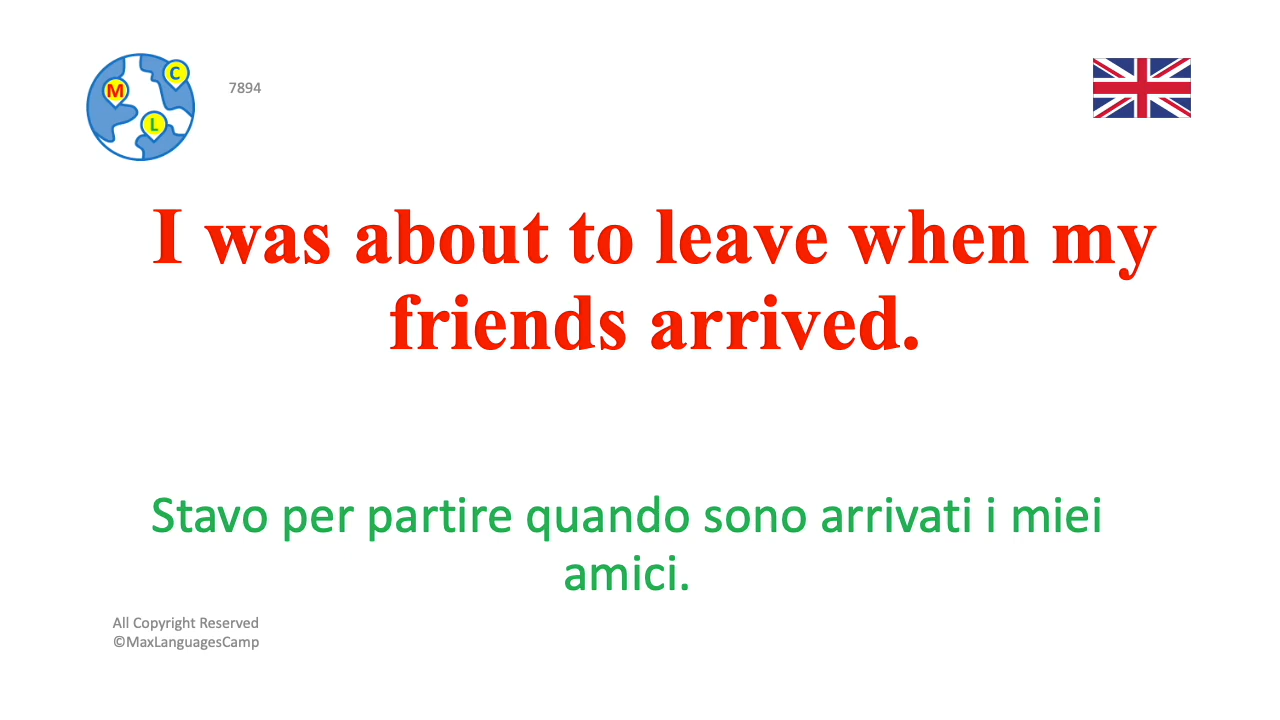 M
C
L
7894
I was about to leave when my
friends arrived.
Stavo per partire quando sono arrivati i miei
amici.
All Copyright Reserved
©MaxLanguagesCamp